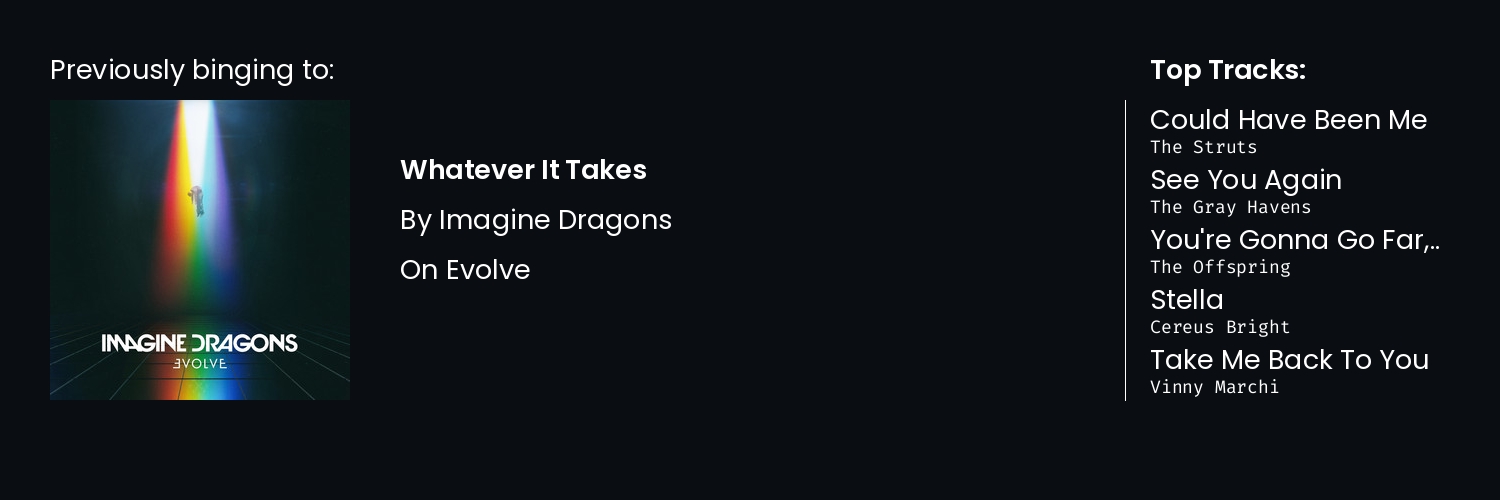 Previously binging to:
IMAGINE DRAGONS
EVOLVE
Whatever It Takes
By Imagine Dragons
On Evolve
Top Tracks:
Could Have Been Me
The Struts
See You Again
The Gray Havens
You're Gonna Go Far,..
The Offspring
Stella
Cereus Bright
Take Me Back To You
Vinny Marchi